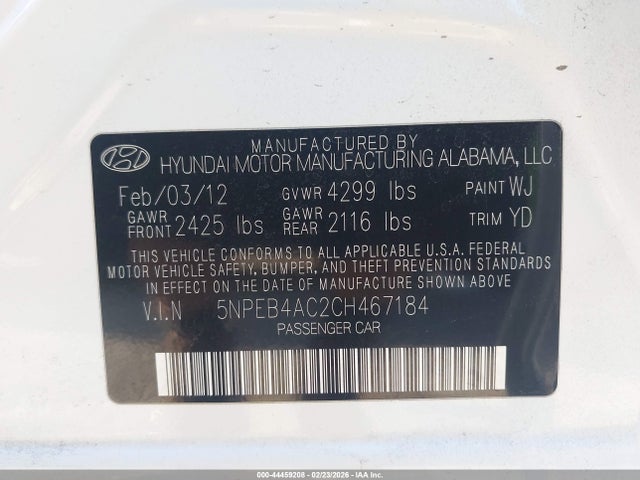 MANUFACTURED BY
HYUNDAI MOTOR MANUFACTURING ALABAMA, LLC
Feb/03/12 GVWR 4299 lbs PAINT WJ
GAWR FRONT 2425 lbs GAWR REAR 2116 lbs TRIM YD
THIS VEHICLE CONFORMS TO ALL APPLICABLE U.S.A. FEDERAL
MOTOR VEHICLE SAFETY, BUMPER, AND THEFT PREVENTION STANDARDS
IN EFFECT ON THE DATE OF MANUFACTURE SHOWN ABOVE
V.I.N 5NPEB4AC2CH467184
PASSENGER CAR
000-44459208 - 02/23/2026 - IAA Corp.